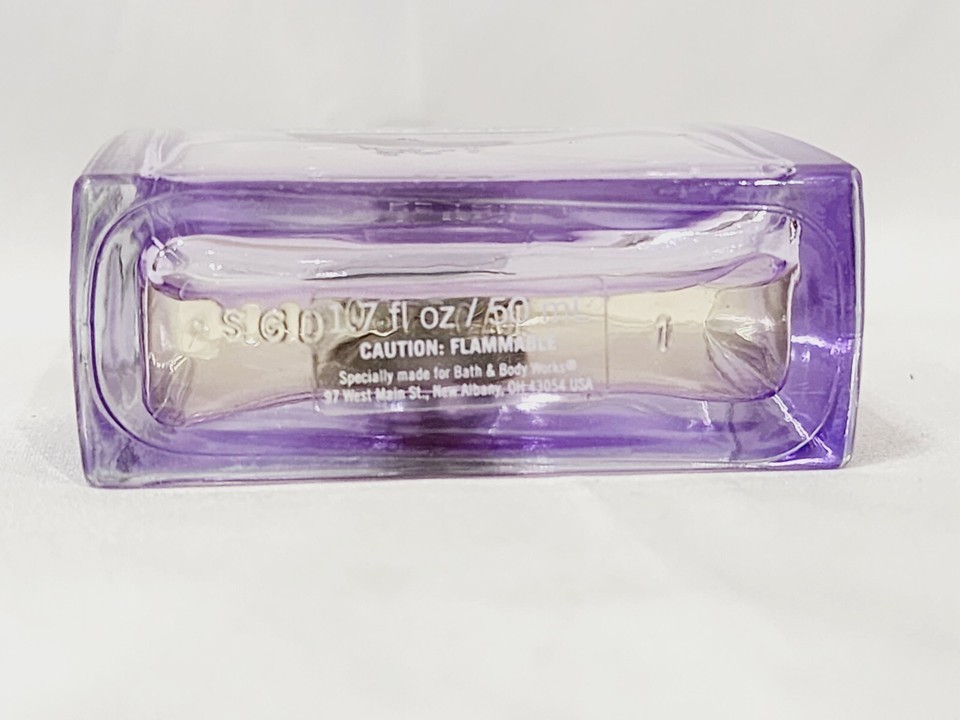 SGD 1.7 fl oz / 50 ml
CAUTION: FLAMMABLE
Specially made for Bath & Body Works®
97 West Main St., New Albany, OH 43054 USA